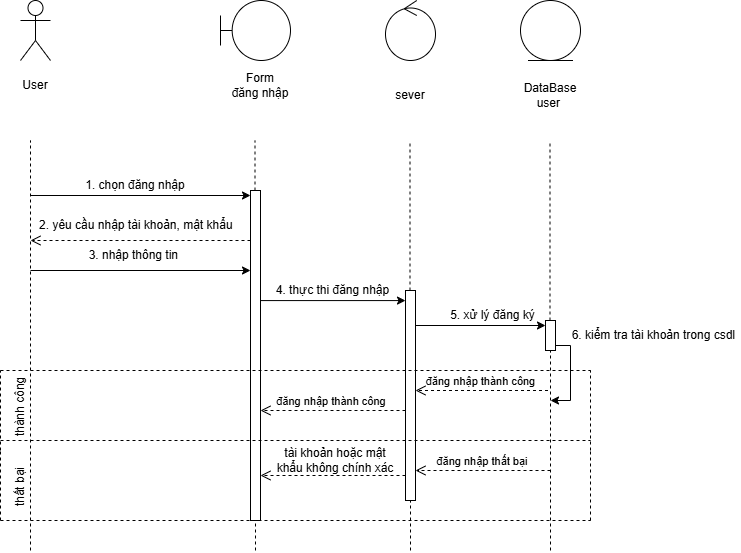 User
Form
đăng nhập
sever
DataBase
user
1. chọn đăng nhập
2. yêu cầu nhập tài khoản, mật khẩu
3. nhập thông tin
4. thực thi đăng nhập
5. xử lý đăng ký
6. kiểm tra tài khoản trong csdl
thành công
đăng nhập thành công
đăng nhập thành công
thất bại
tài khoản hoặc mật
khẩu không chính xác
đăng nhập thất bại